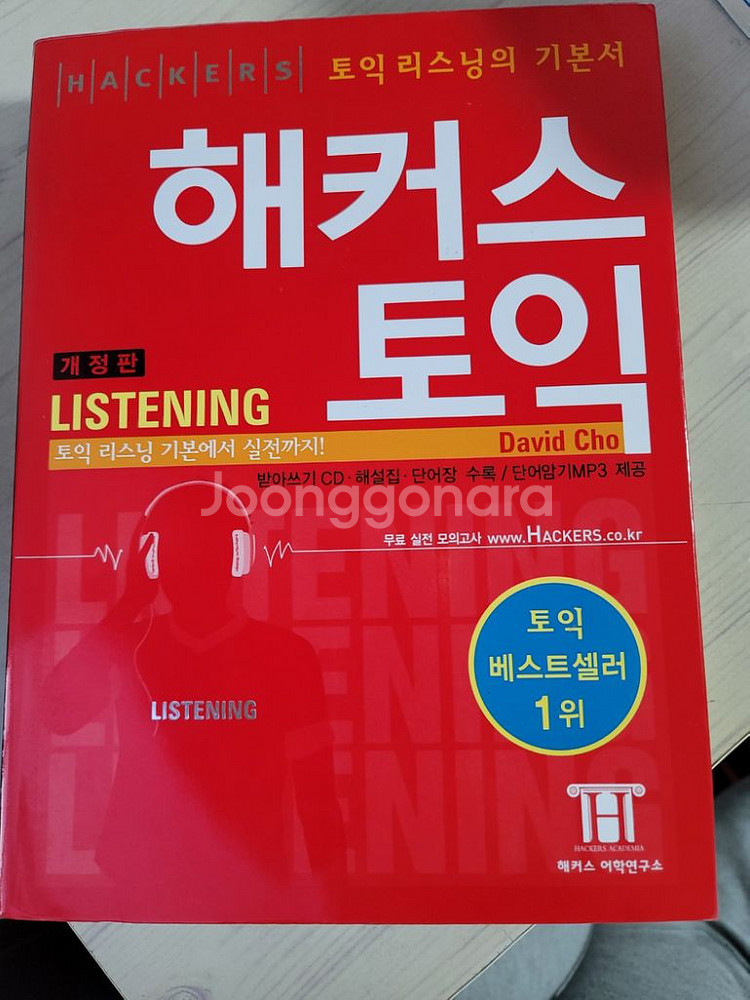 HACKERS 토익 리스닝의 기본서
해커스
토익
개정판
LISTENING
David Cho
토익 리스닝 기본에서 실전까지!
받아쓰기 CD · 해설집 · 단어장 수록 / 단어암기MP3 제공
Joonggonara
무료 실전 모의고사 www.HACKERS.co.kr
LISTENING
LISTENING
LISTENING
토익
베스트셀러
1위
LISTENING
HACKERS ACADEMIA
해커스 어학연구소